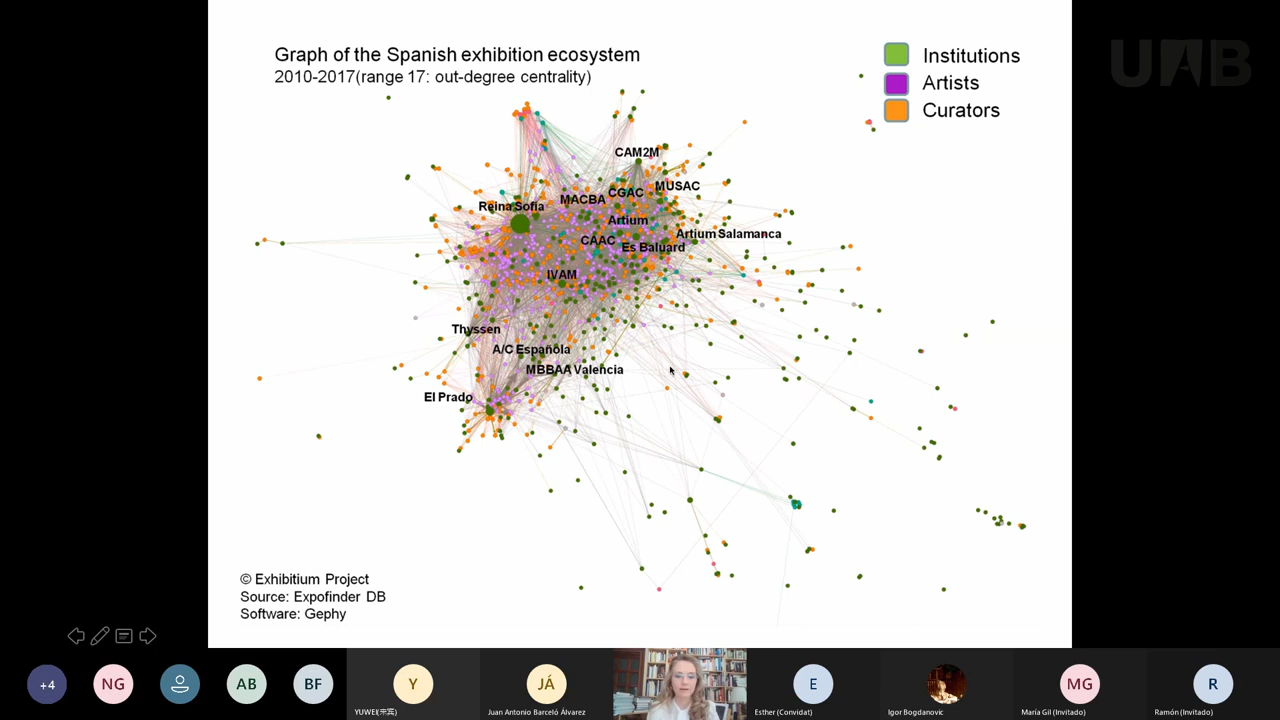 Graph of the Spanish exhibition ecosystem
2010-2017(range 17: out-degree centrality)
Institutions
Artists
Curators
UAB
CAM2M
MUSAC
CGAC
MACBA
Reina Sofía
Artium
Artium Salamanca
CAAC
Es Baluard
IVAM
Thyssen
A/C Española
MBBAA Valencia
El Prado
© Exhibitium Project
Source: Expofinder DB
Software: Gephy
+4
NG
AB
BF
Y
JÁ
E
MG
R
YUWEI(宋宾)
Juan Antonio Barceló Álvarez
Esther (Convidat)
Igor Bogdanovic
María Gil (Invitado)
Ramón (Invitado)